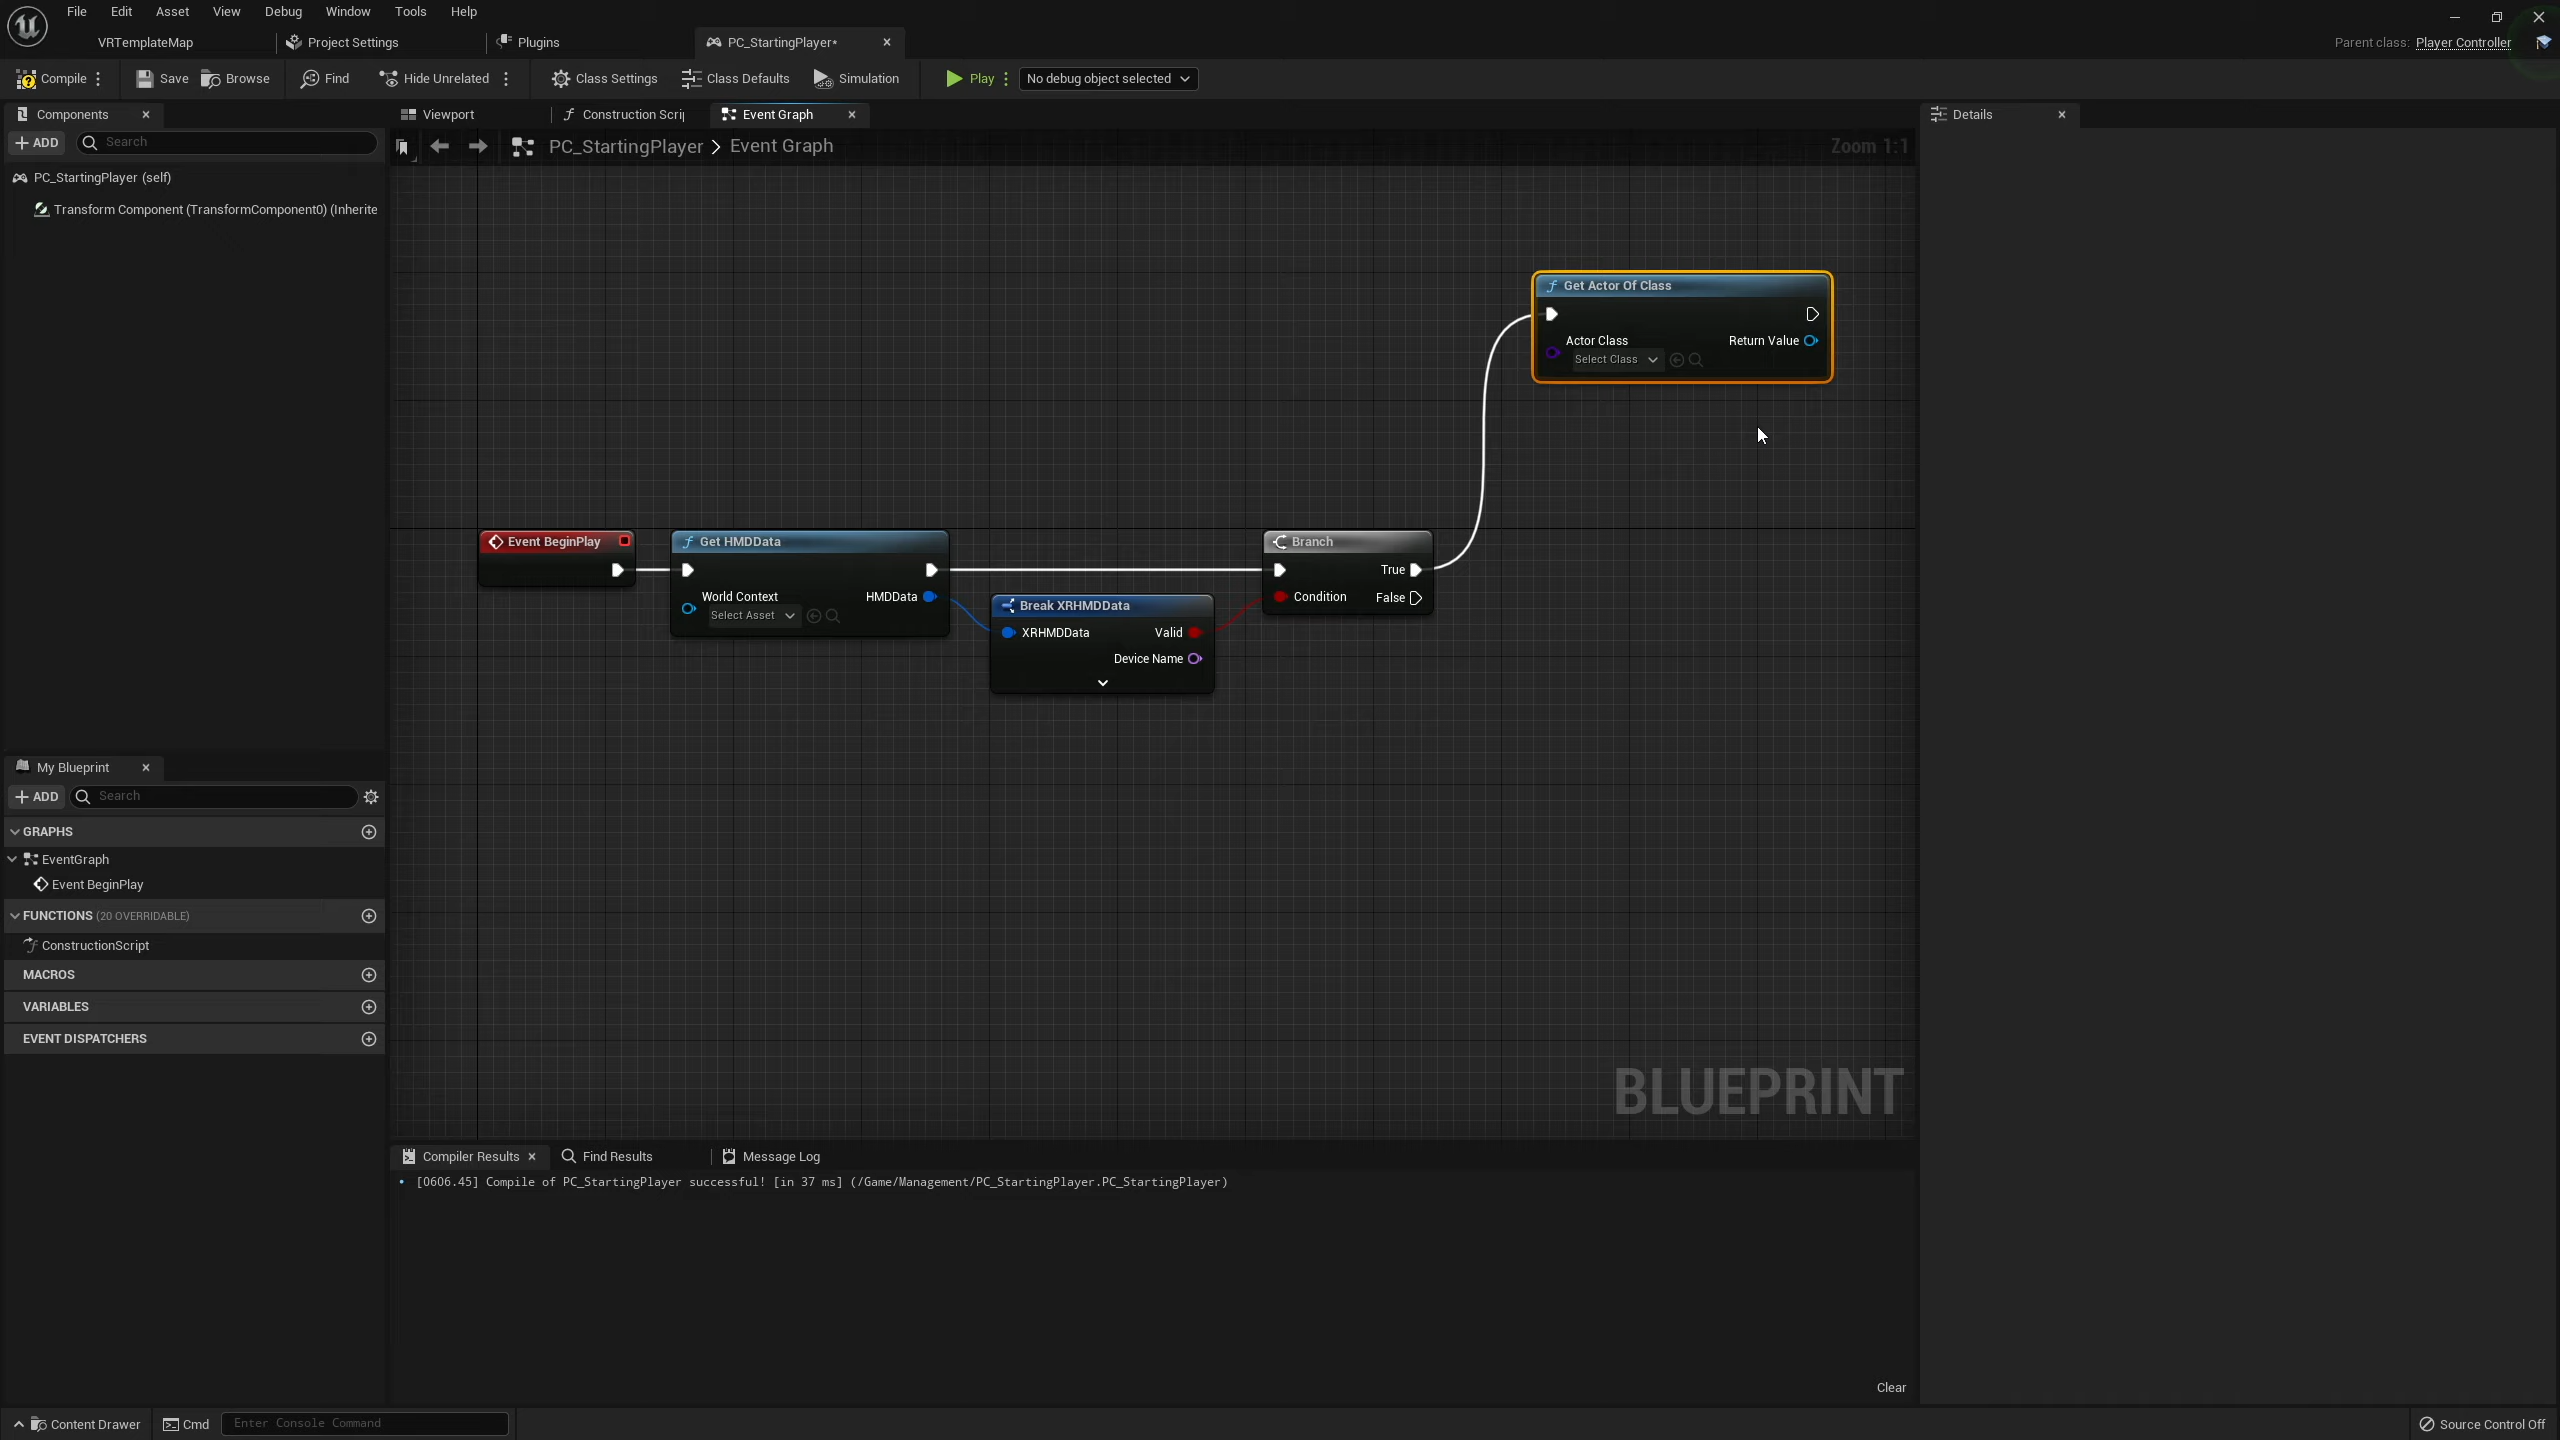 File Edit Asset View Debug Window Tools Help
VRTemplateMap Project Settings Plugins PC_StartingPlayer*
Parent class: Player Controller
Compile Save Browse Find Hide Unrelated Class Settings Class Defaults Simulation Play No debug object selected
Components
ADD Search
PC_StartingPlayer (self)
Transform Component (TransformComponent0) (Inherite
Viewport Construction Scrip Event Graph
PC_StartingPlayer > Event Graph
Zoom 1:1
Details
Get Actor Of Class
Actor Class Return Value
Select Class
Event BeginPlay
Get HMDData
World Context HMDData
Select Asset
Break XRHMDData
XRHMDData Valid
Device Name
Branch
True
Condition False
My Blueprint
ADD Search
GRAPHS
EventGraph
Event BeginPlay
FUNCTIONS (20 OVERRIDABLE)
ConstructionScript
MACROS
VARIABLES
EVENT DISPATCHERS
BLUEPRINT
Compiler Results Find Results Message Log
[0606.45] Compile of PC_StartingPlayer successful! [in 37 ms] (/Game/Management/PC_StartingPlayer.PC_StartingPlayer)
Clear
Content Drawer Cmd Enter Console Command
Source Control Off